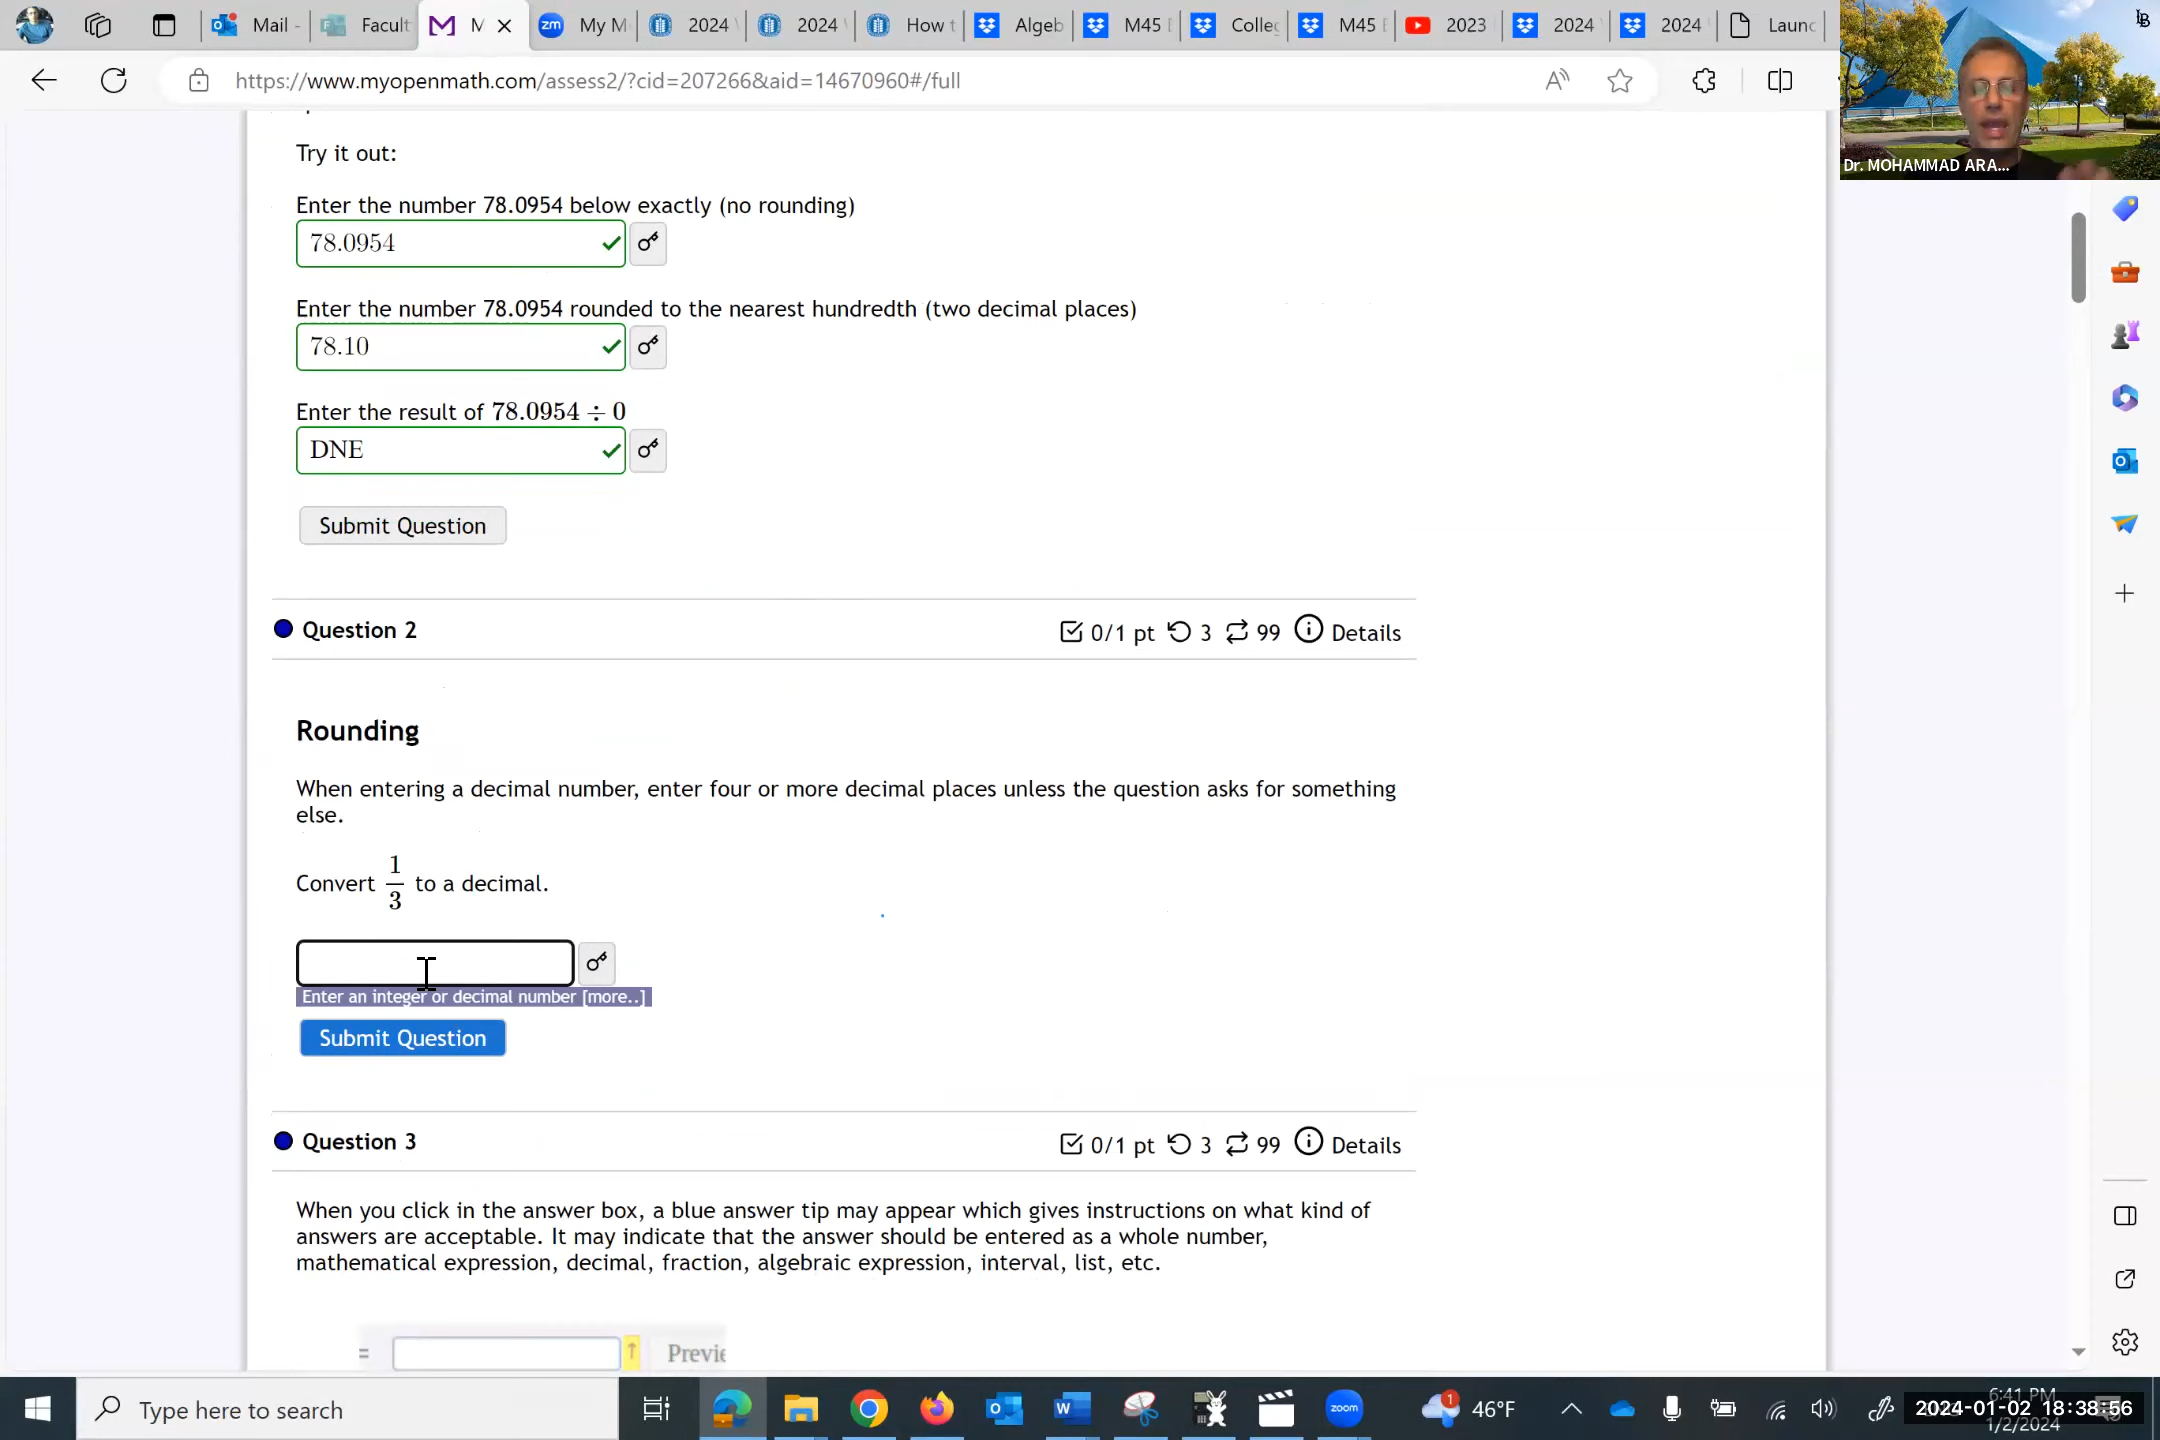 Mail -
Facult
M
My M
2024
2024
How t
Algeb
M45 E
Colleg
M45 E
2023
2024
2024
Launc
https://www.myopenmath.com/assess2/?cid=207266&aid=14670960#/full
Dr. MOHAMMAD ARA...
Try it out:
Enter the number 78.0954 below exactly (no rounding)
78.0954
Enter the number 78.0954 rounded to the nearest hundredth (two decimal places)
78.10
Enter the result of 78.0954 ÷ 0
DNE
Submit Question
Question 2
0/1 pt 3 99 Details
Rounding
When entering a decimal number, enter four or more decimal places unless the question asks for something
else.
Convert 1/3 to a decimal.
Enter an integer or decimal number [more..]
Submit Question
Question 3
0/1 pt 3 99 Details
When you click in the answer box, a blue answer tip may appear which gives instructions on what kind of
answers are acceptable. It may indicate that the answer should be entered as a whole number,
mathematical expression, decimal, fraction, algebraic expression, interval, list, etc.
= Previe
Type here to search
zoom
1
46°F
6:41 PM
2024-01-02 18:38:56
1/2/2024